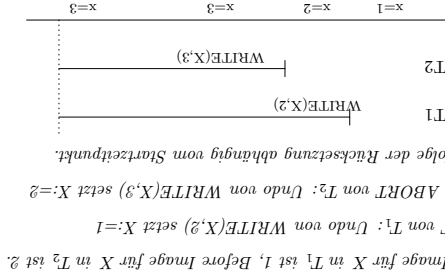 Image für X in T₁ ist 1, Before Image für X in T₂ ist 2.
von T₁: Undo von WRITE(X,2) setzt X:=1
ABORT von T₂: Undo von WRITE(X,3) setzt X:=2
der Rücksetzung abhängig vom Startzeitpunkt.
T1 WRITE(X,2)
T2 WRITE(X,3)
x=1 x=2 x=3 x=3